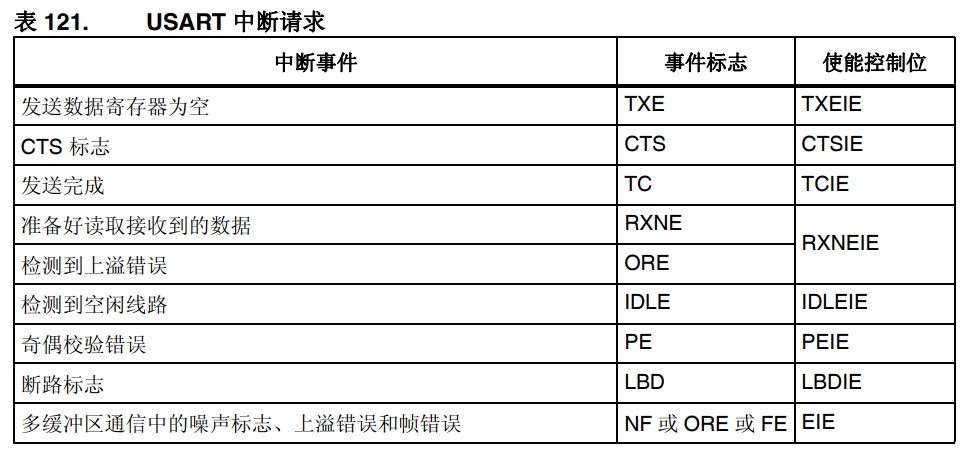 表 121. USART 中断请求
中断事件 事件标志 使能控制位
发送数据寄存器为空 TXE TXEIE
CTS 标志 CTS CTSIE
发送完成 TC TCIE
准备好读取接收到的数据 RXNE RXNEIE
检测到上溢错误 ORE
检测到空闲线路 IDLE IDLEIE
奇偶校验错误 PE PEIE
断路标志 LBD LBDIE
多缓冲区通信中的噪声标志、上溢错误和帧错误 NF 或 ORE 或 FE EIE